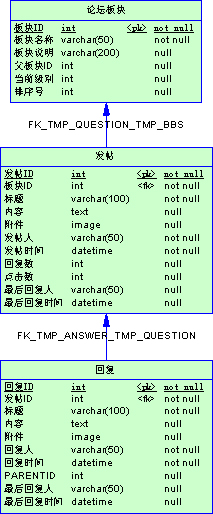 论坛板块
板块ID int <pk> not null
板块名称 varchar(50) not null
板块说明 varchar(200) null
父板块ID int null
当前级别 int null
排序号 int null
FK_TMP_QUESTION_TMP_BBS
发帖
发帖ID int <pk> not null
板块ID int <fk> not null
标题 varchar(100) not null
内容 text null
附件 image null
发帖人 varchar(50) not null
发帖时间 datetime not null
回复数 int null
点击数 int null
最后回复人 varchar(50) null
最后回复时间 datetime null
FK_TMP_ANSWER_TMP_QUESTION
回复
回复ID int <pk> not null
发帖ID int <fk> not null
标题 varchar(100) not null
内容 text null
附件 image null
回复人 varchar(50) not null
回复时间 datetime not null
PARENTID int null
最后回复人 varchar(50) null
最后回复时间 datetime null